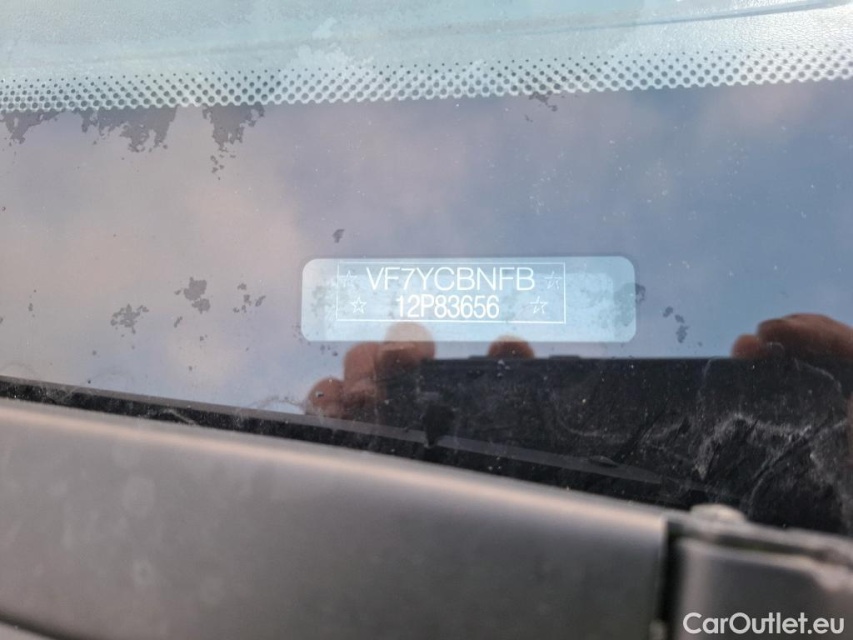 ☆ VF7YCBNFB ☆
☆ 12P83656 ☆
CarOutlet.eu